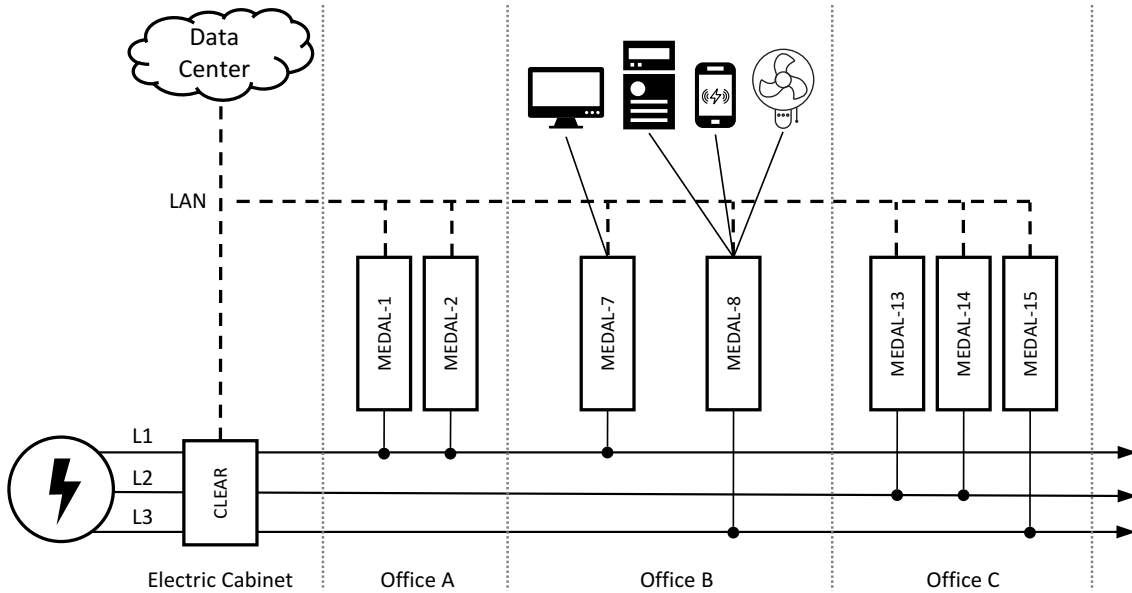 Data
Center
LAN
MEDAL-1
MEDAL-2
MEDAL-7
MEDAL-8
MEDAL-13
MEDAL-14
MEDAL-15
L1
L2
L3
CLEAR
Electric Cabinet
Office A
Office B
Office C